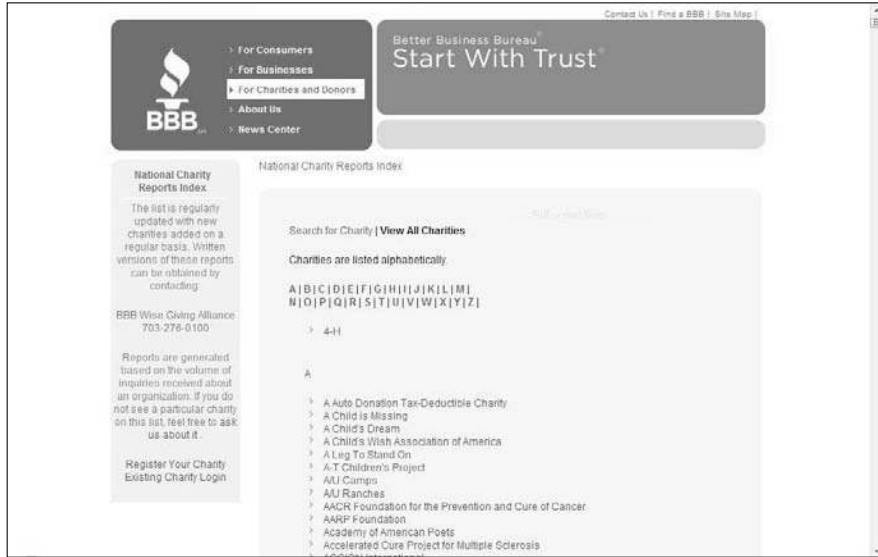 Contact Us | Find a BBB | Site Map |
› For Consumers
› For Businesses
› For Charities and Donors
› About Us
› News Center
BBB
Better Business Bureau®
Start With Trust®
National Charity
Reports Index
The list is regularly
updated with new
charities added on a
regular basis. Written
versions of these reports
can be obtained by
contacting:
BBB Wise Giving Alliance
703-276-0100
Reports are generated
based on the volume of
inquiries received about
an organization. If you do
not see a particular charity
on this list, feel free to ask
us about it .
Register Your Charity
Existing Charity Login
National Charity Reports Index
Search for Charity | View All Charities
Charities are listed alphabetically.
A | B | C | D | E | F | G | H | I | J | K | L | M |
N | O | P | Q | R | S | T | U | V | W | X | Y | Z |
› 4-H
A
› A Auto Donation Tax-Deductible Charity
› A Child is Missing
› A Child's Dream
› A Child's Wish Association of America
› A Leg To Stand On
› A-T Children's Project
› A/U Camps
› A/U Ranches
› AACR Foundation for the Prevention and Cure of Cancer
› AARP Foundation
› Academy of American Poets
› Accelerated Cure Project for Multiple Sclerosis
› ACCION International